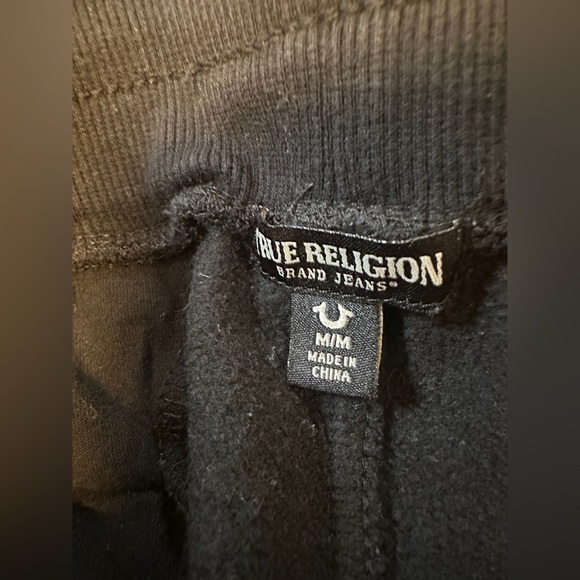 TRUE RELIGION
BRAND JEANS®
M/M
MADE IN
CHINA